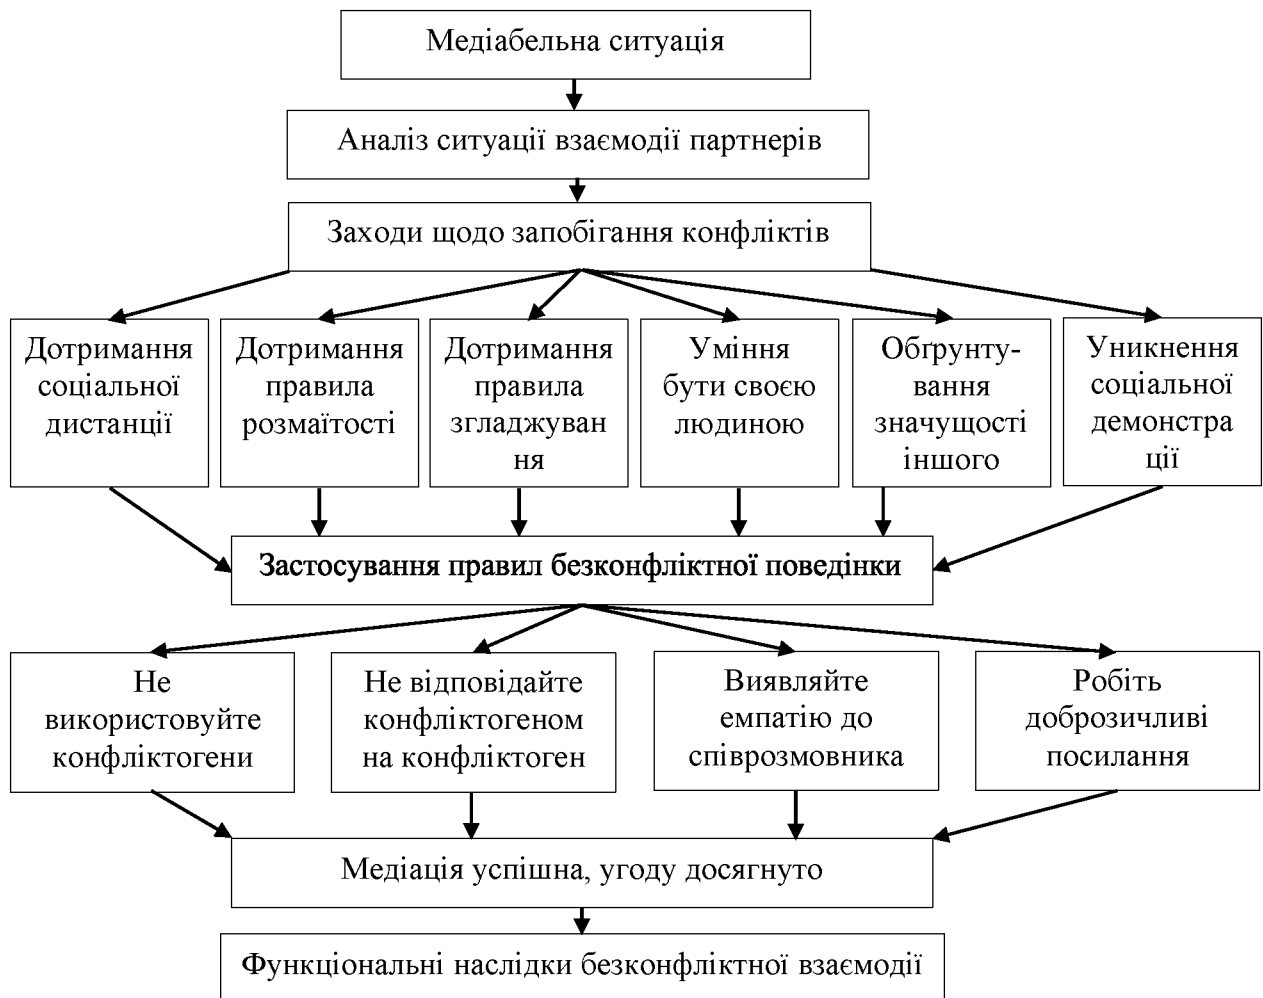 Медіабельна ситуація
Аналіз ситуації взаємодії партнерів
Заходи щодо запобігання конфліктів
Дотримання
соціальної
дистанції
Дотримання
правила
розмаїтості
Дотримання
правила
згладжуван
ня
Уміння
бути своєю
людиною
Обґрунту-
вання
значущості
іншого
Уникнення
соціальної
демонстра
ції
Застосування правил безконфліктної поведінки
Не
використовуйте
конфліктогени
Не відповідайте
конфліктогеном
на конфліктоген
Виявляйте
емпатію до
співрозмовника
Робіть
доброзичливі
посилання
Медіація успішна, угоду досягнуто
Функціональні наслідки безконфліктної взаємодії